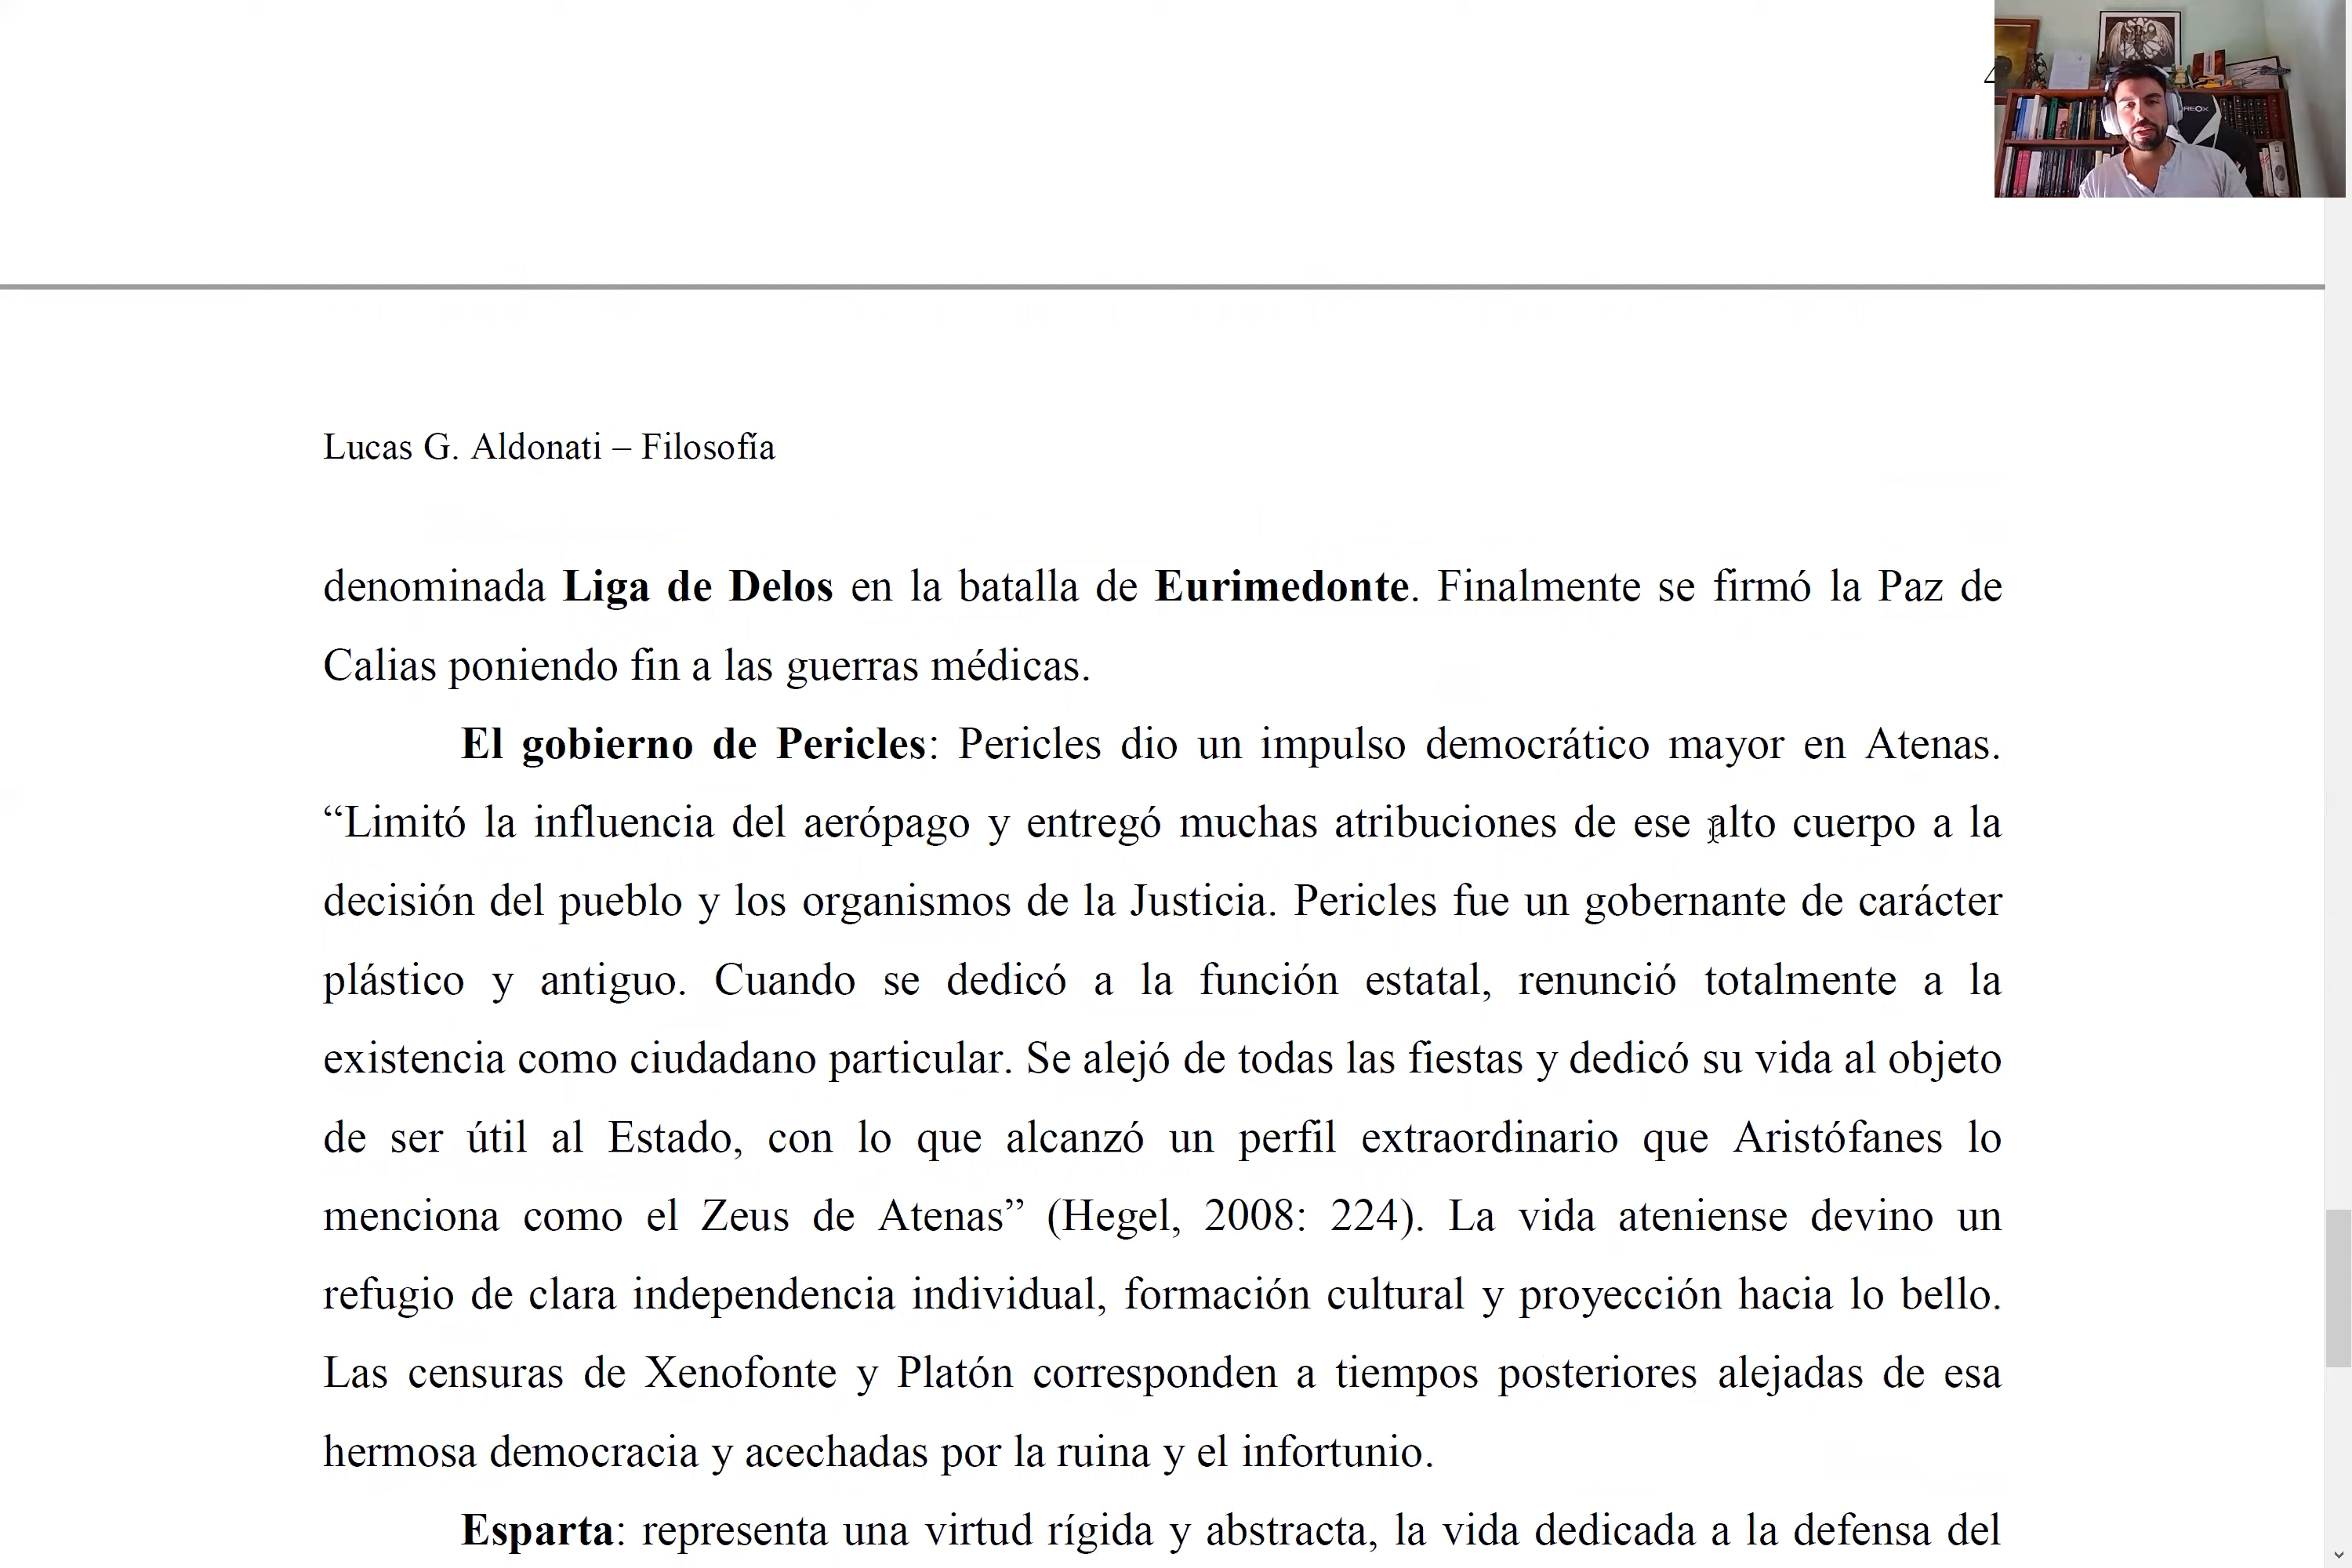 4
REOX
Lucas G. Aldonati – Filosofía
denominada Liga de Delos en la batalla de Eurimedonte. Finalmente se firmó la Paz de
Calias poniendo fin a las guerras médicas.
El gobierno de Pericles: Pericles dio un impulso democrático mayor en Atenas.
“Limitó la influencia del aerópago y entregó muchas atribuciones de ese alto cuerpo a la
decisión del pueblo y los organismos de la Justicia. Pericles fue un gobernante de carácter
plástico y antiguo. Cuando se dedicó a la función estatal, renunció totalmente a la
existencia como ciudadano particular. Se alejó de todas las fiestas y dedicó su vida al objeto
de ser útil al Estado, con lo que alcanzó un perfil extraordinario que Aristófanes lo
menciona como el Zeus de Atenas” (Hegel, 2008: 224). La vida ateniense devino un
refugio de clara independencia individual, formación cultural y proyección hacia lo bello.
Las censuras de Xenofonte y Platón corresponden a tiempos posteriores alejadas de esa
hermosa democracia y acechadas por la ruina y el infortunio.
Esparta: representa una virtud rígida y abstracta, la vida dedicada a la defensa del